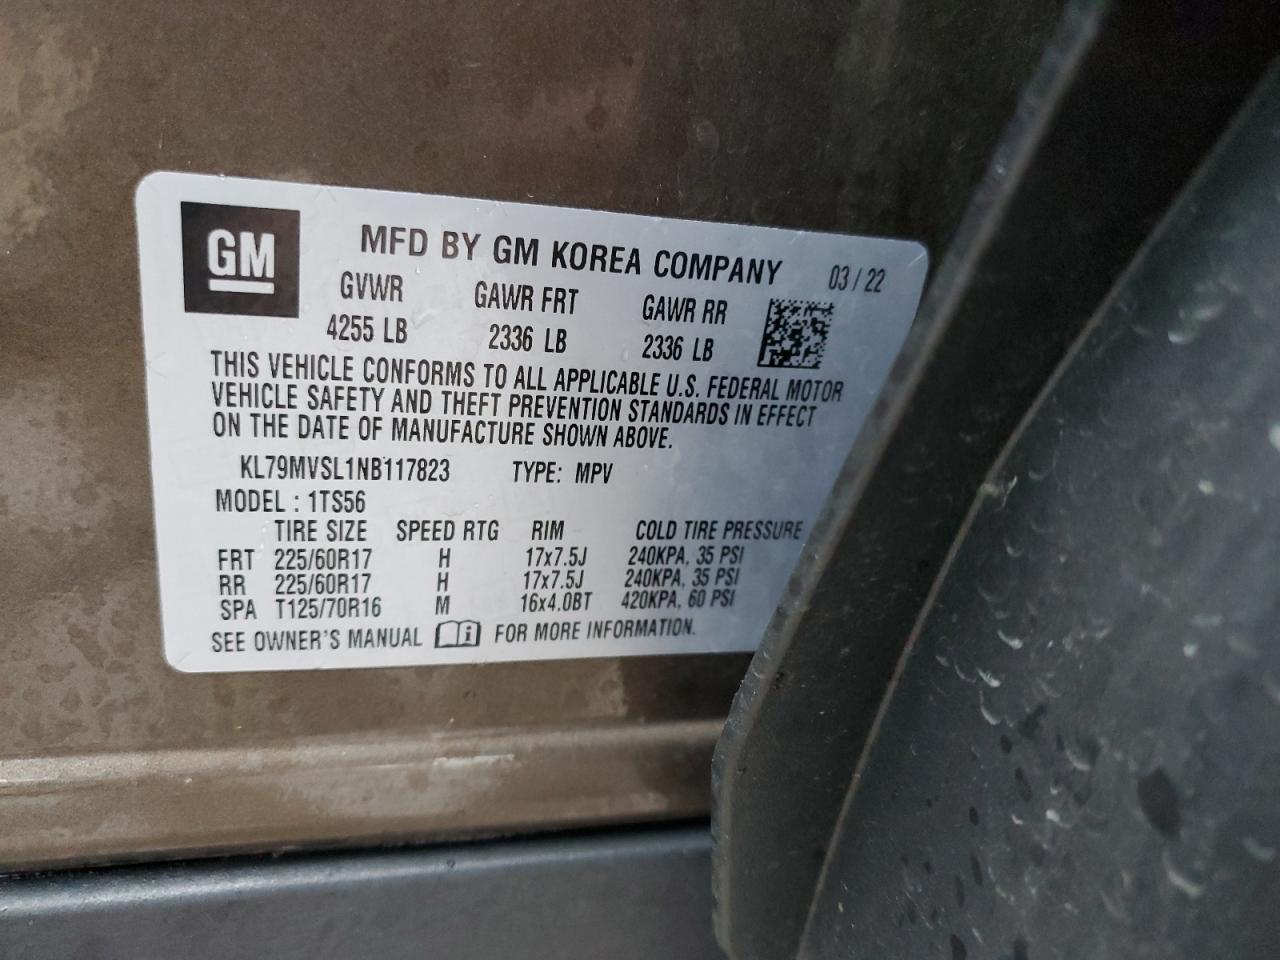 GM
MFD BY GM KOREA COMPANY 03/22
GVWR GAWR FRT GAWR RR
4255 LB 2336 LB 2336 LB
THIS VEHICLE CONFORMS TO ALL APPLICABLE U.S. FEDERAL MOTOR
VEHICLE SAFETY AND THEFT PREVENTION STANDARDS IN EFFECT
ON THE DATE OF MANUFACTURE SHOWN ABOVE.
KL79MVSL1NB117823 TYPE: MPV
MODEL : 1TS56
TIRE SIZE SPEED RTG RIM COLD TIRE PRESSURE
FRT 225/60R17 H 17x7.5J 240KPA, 35 PSI
RR 225/60R17 H 17x7.5J 240KPA, 35 PSI
SPA T125/70R16 M 16x4.0BT 420KPA, 60 PSI
SEE OWNER'S MANUAL i FOR MORE INFORMATION.